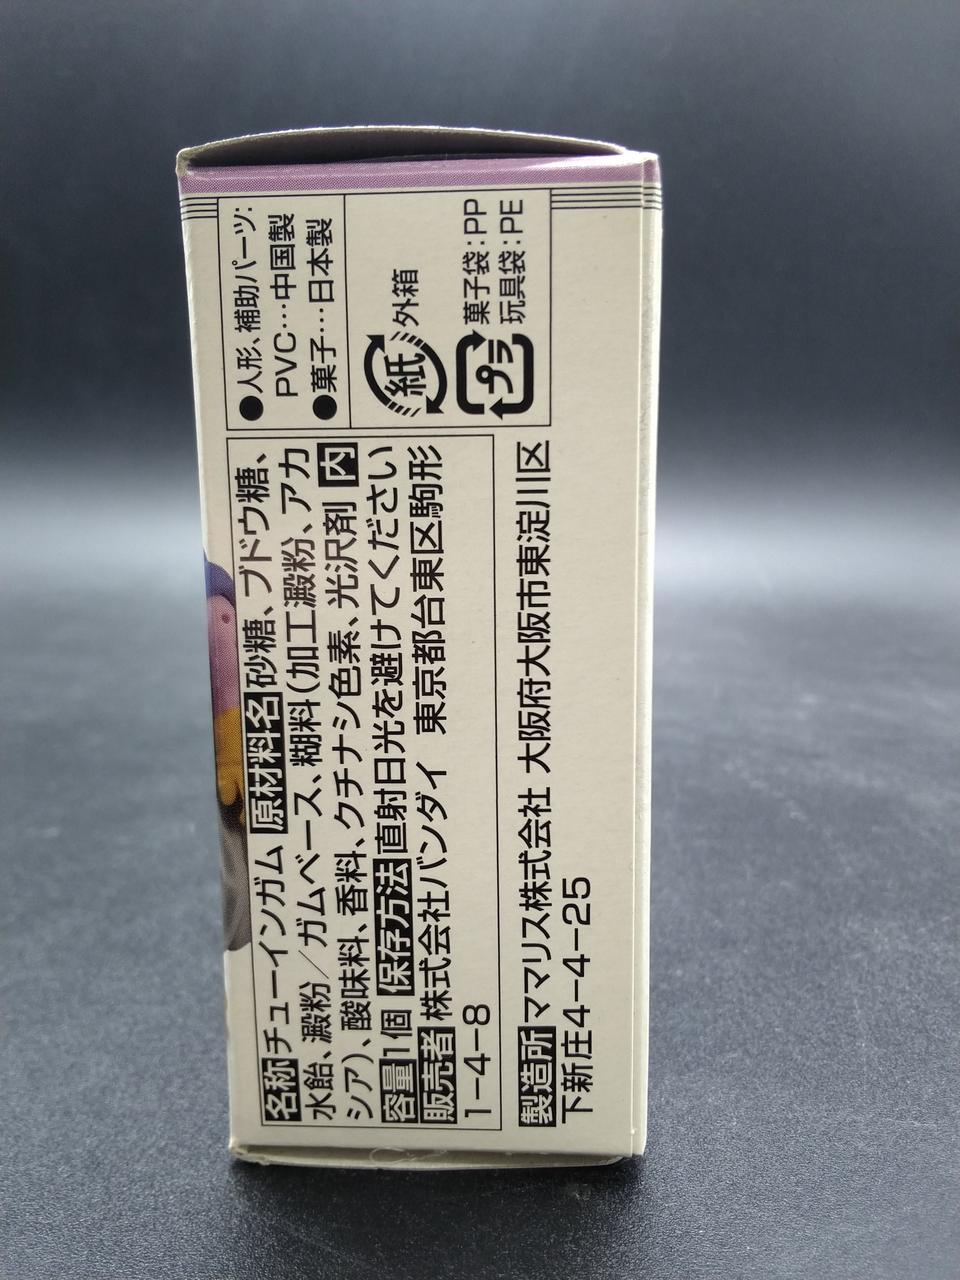 名称チューインガム 原材料名砂糖、ブドウ糖、
水飴、澱粉／ガムベース、糊料(加工澱粉、アカ
シア)、酸味料、香料、クチナシ色素、光沢剤 内
容量1個 保存方法直射日光を避けてください
販売者株式会社バンダイ 東京都台東区駒形
1-4-8
製造所ママリス株式会社 大阪府大阪市東淀川区
下新庄4-4-25
●人形、補助パーツ:
PVC…中国製
●菓子…日本製
紙 外箱
プラ 菓子袋:PP
玩具袋:PE